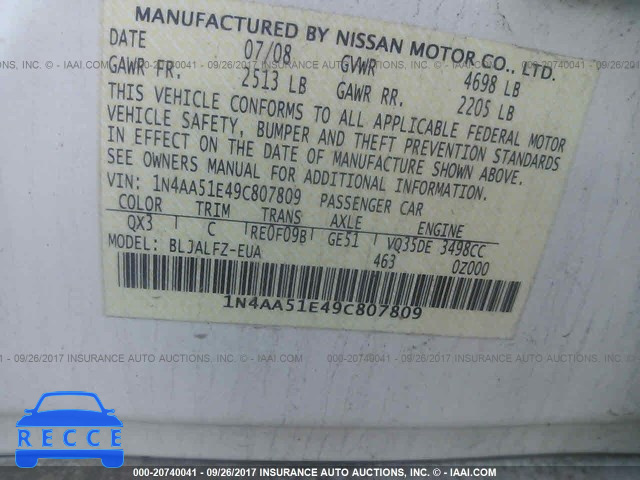 MANUFACTURED BY NISSAN MOTOR CO., LTD.
DATE 07/08 GVWR 4698 LB
GAWR FR. 2513 LB GAWR RR. 2205 LB
THIS VEHICLE CONFORMS TO ALL APPLICABLE FEDERAL MOTOR
VEHICLE SAFETY, BUMPER AND THEFT PREVENTION STANDARDS
IN EFFECT ON THE DATE OF MANUFACTURE SHOWN ABOVE.
SEE OWNERS MANUAL FOR ADDITIONAL INFORMATION.
VIN: 1N4AA51E49C807809 PASSENGER CAR
COLOR TRIM TRANS AXLE ENGINE
QX3 C RE0F09B GE51 VQ35DE 3498CC
MODEL: BLJALFZ-EUA 463 0Z000
1N4AA51E49C807809
000-20740041 - 09/26/2017 INSURANCE AUTO AUCTIONS, INC. - WWW.IAAI.COM
RECCE